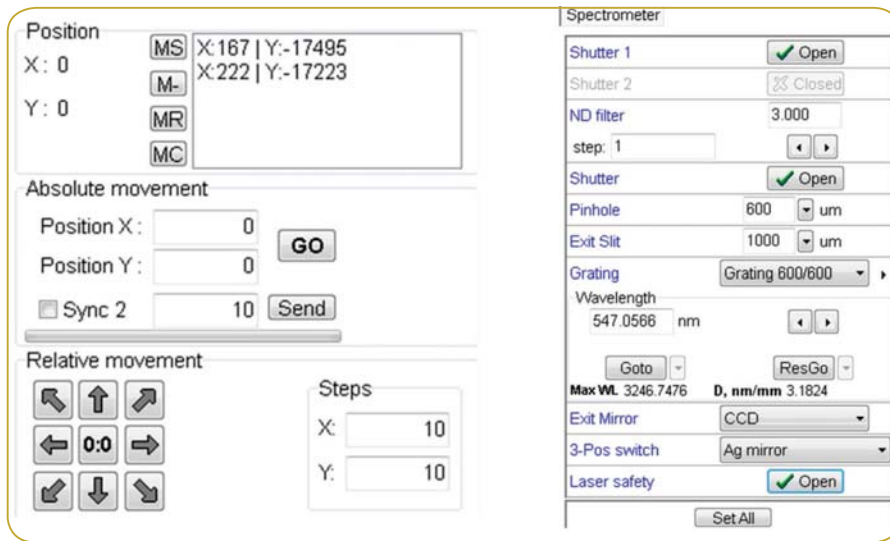 Position
X: 0
Y: 0
MS
M-
MR
MC
X:167 | Y:-17495
X:222 | Y:-17223
Absolute movement
Position X : 0
Position Y : 0
GO
Sync 2 10 Send
Relative movement
0:0
Steps
X: 10
Y: 10
Spectrometer
Shutter 1 Open
Shutter 2 Closed
ND filter 3.000
step: 1
Shutter Open
Pinhole 600 um
Exit Slit 1000 um
Grating Grating 600/600
Wavelength
547.0566 nm
Goto ResGo
Max WL 3246.7476 D, nm/mm 3.1824
Exit Mirror CCD
3-Pos switch Ag mirror
Laser safety Open
Set All